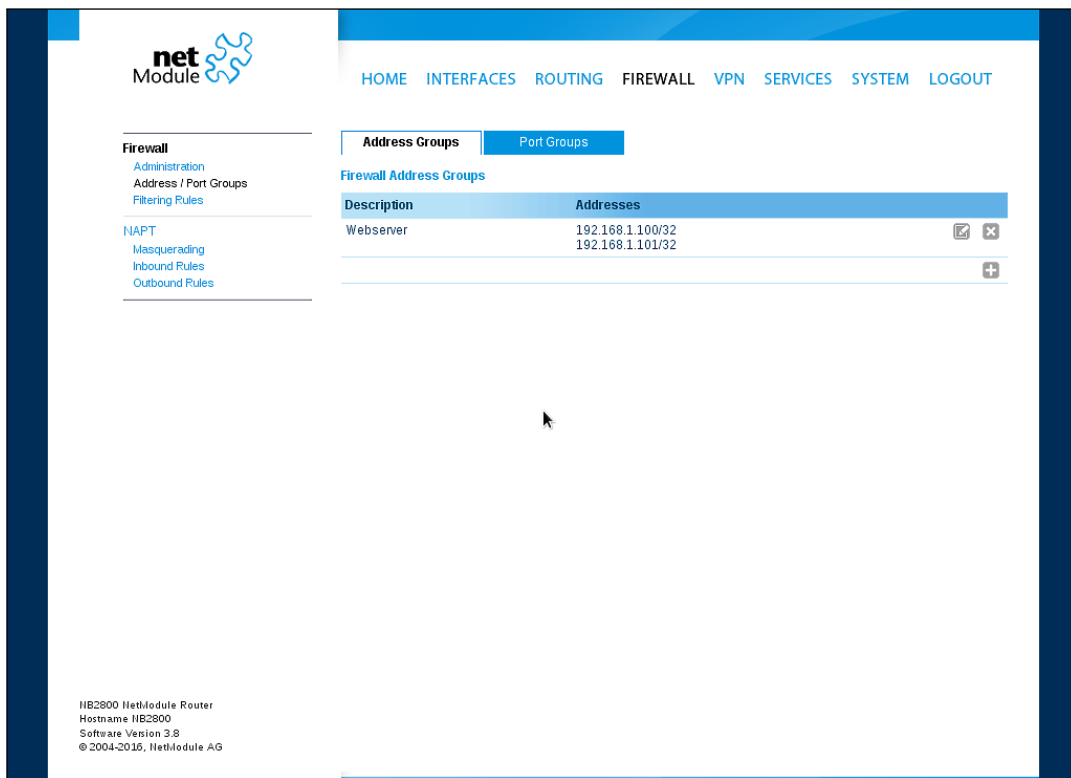 net
Module
HOME INTERFACES ROUTING FIREWALL VPN SERVICES SYSTEM LOGOUT
Firewall
Administration
Address / Port Groups
Filtering Rules
NAPT
Masquerading
Inbound Rules
Outbound Rules
Address Groups Port Groups
Firewall Address Groups
Description Addresses
Webserver 192.168.1.100/32
192.168.1.101/32
NB2800 NetModule Router
Hostname NB2800
Software Version 3.8
© 2004-2016, NetModule AG